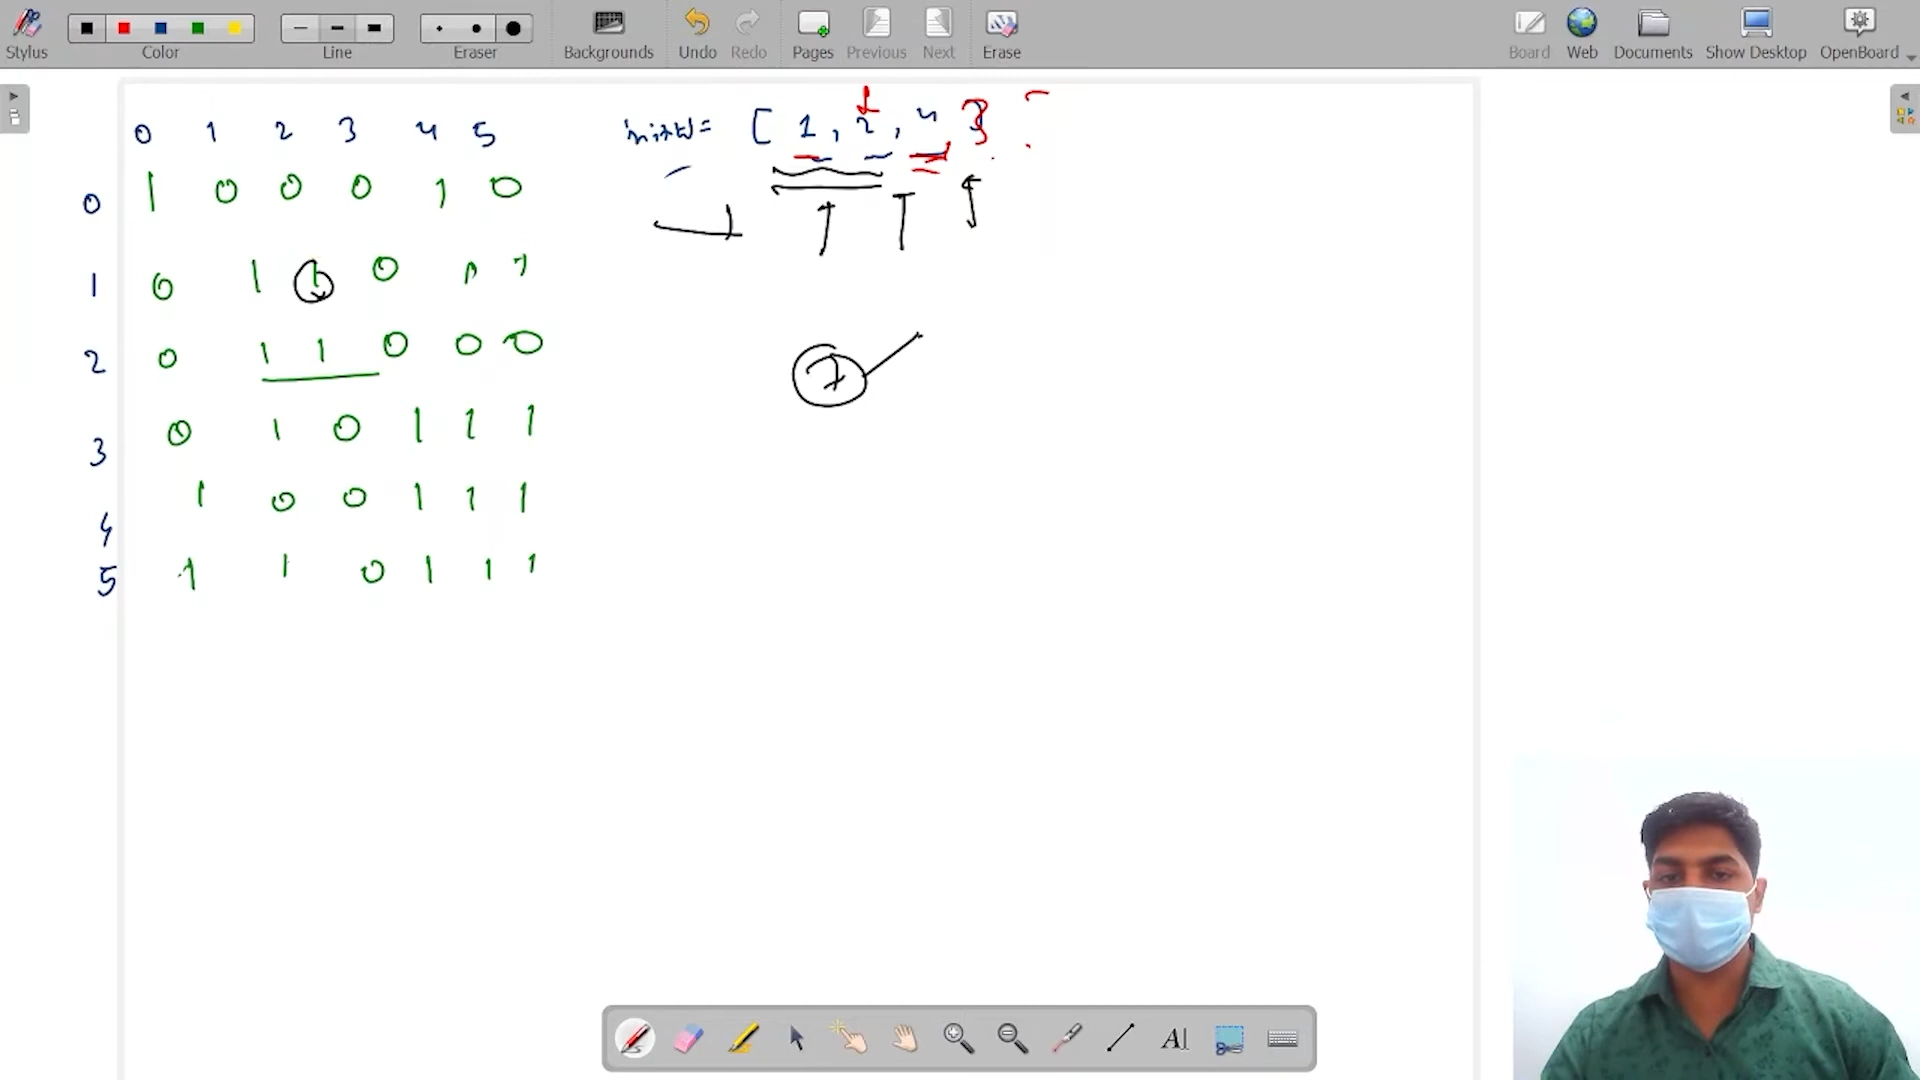 Stylus Color Line Eraser Backgrounds Undo Redo Pages Previous Next Erase Board Web Documents Show Desktop OpenBoard
0 1 2 3 4 5
[ 1, 2, 4 ]
0 1 0 0 0 1 0
1 0 1 1 0
2 0 1 1 0 0 0
7
3 0 1 0 1 1 1
4 1 0 0 1 1 1
5 1 1 0 1 1 1